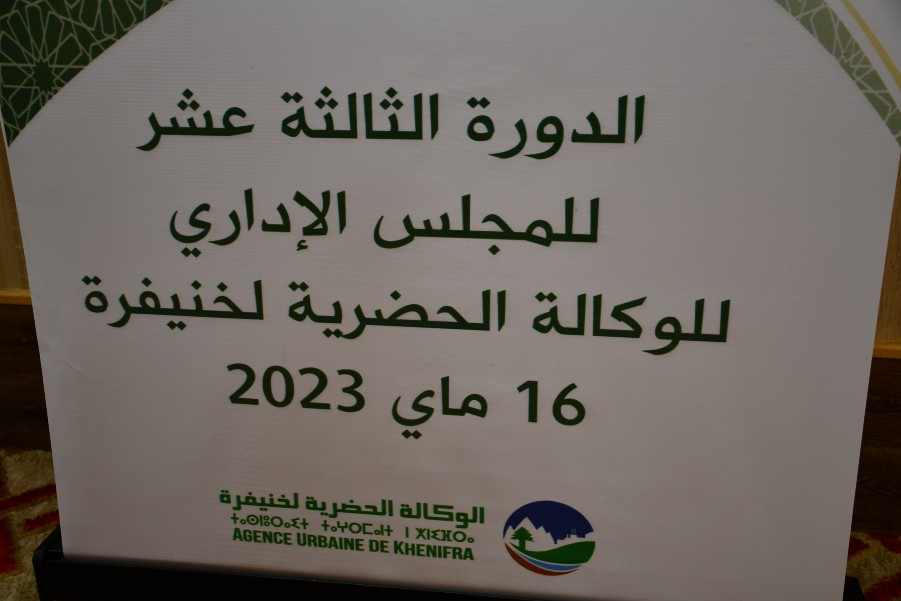 الدورة الثالثة عشر
للمجلس الإداري
للوكالة الحضرية لخنيفرة
16 ماي 2023
الوكالة الحضرية لخنيفرة
AGENCE URBAINE DE KHENIFRA